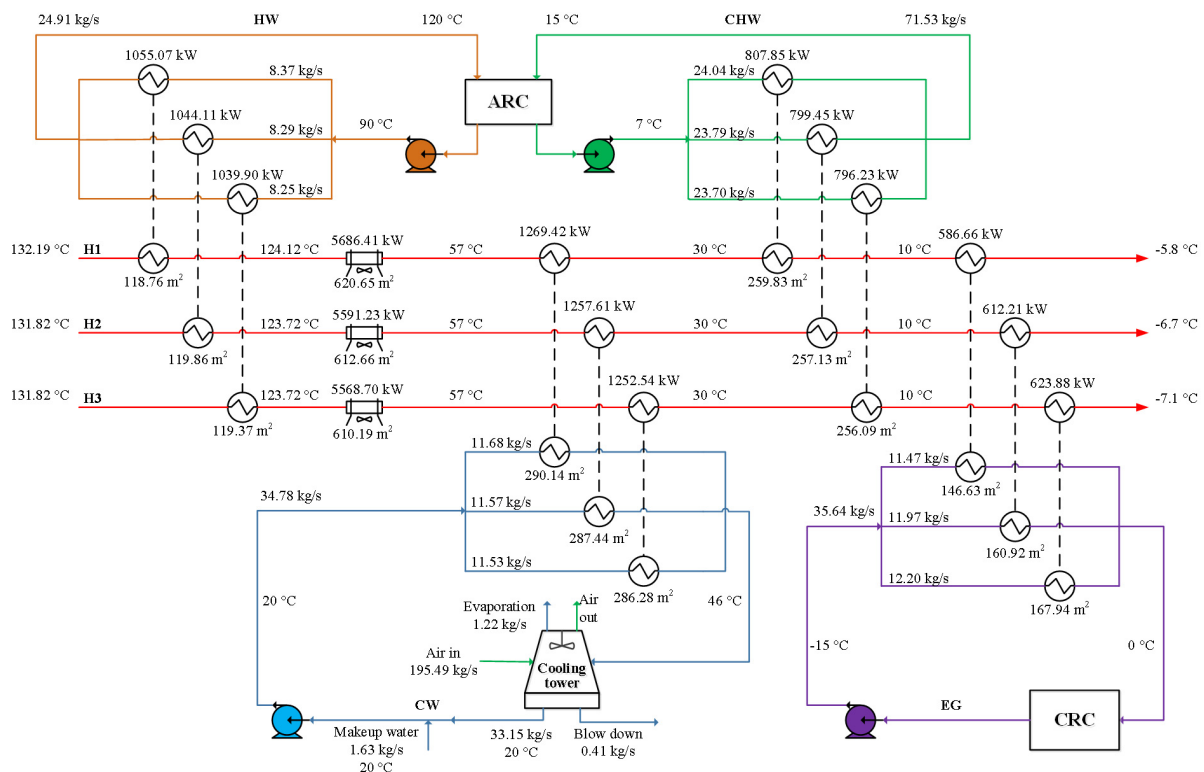 24.91 kg/s HW 120 °C 15 °C CHW 71.53 kg/s
1055.07 kW 807.85 kW
8.37 kg/s 24.04 kg/s
ARC
1044.11 kW 799.45 kW
8.29 kg/s 90 °C 7 °C 23.79 kg/s
1039.90 kW 796.23 kW
8.25 kg/s 23.70 kg/s
5686.41 kW 1269.42 kW 586.66 kW
132.19 °C H1 124.12 °C 57 °C 30 °C 10 °C -5.8 °C
118.76 m² 620.65 m² 259.83 m²
5591.23 kW 1257.61 kW 612.21 kW
131.82 °C H2 123.72 °C 57 °C 30 °C 10 °C -6.7 °C
119.86 m² 612.66 m² 257.13 m²
5568.70 kW 1252.54 kW 623.88 kW
131.82 °C H3 123.72 °C 57 °C 30 °C 10 °C -7.1 °C
119.37 m² 610.19 m² 256.09 m²
11.68 kg/s 11.47 kg/s
290.14 m² 146.63 m²
34.78 kg/s 11.57 kg/s 35.64 kg/s 11.97 kg/s
287.44 m² 160.92 m²
11.53 kg/s 12.20 kg/s
286.28 m² 167.94 m²
20 °C 46 °C
Evaporation
1.22 kg/s
Air
out
-15 °C 0 °C
Air in
195.49 kg/s
Cooling
tower
CW EG CRC
Makeup water
1.63 kg/s
20 °C
33.15 kg/s
20 °C
Blow down
0.41 kg/s